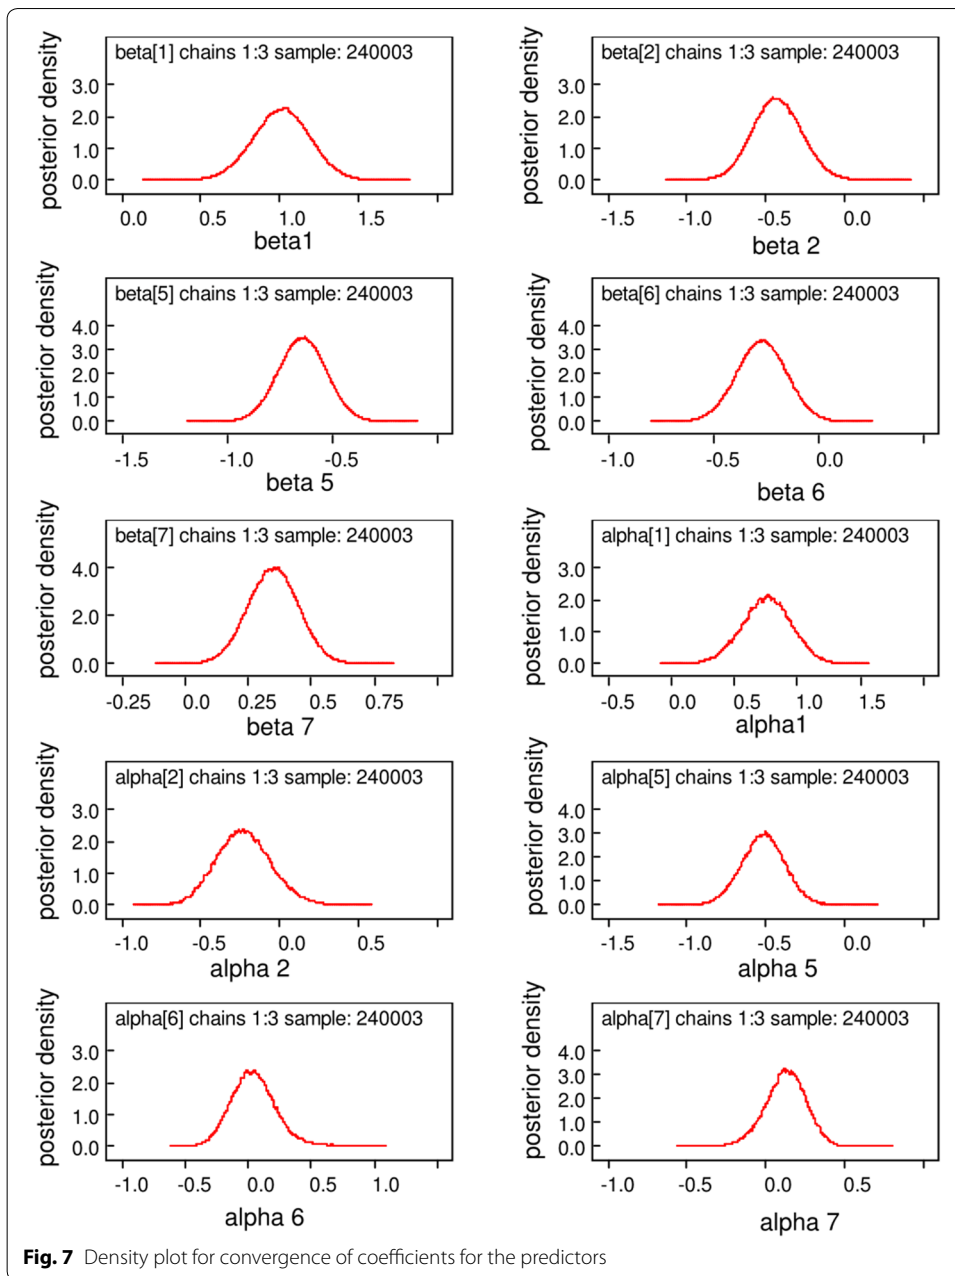 posterior density
beta[1] chains 1:3 sample: 240003
3.0
2.0
1.0
0.0
0.0 0.5 1.0 1.5
beta1
posterior density
beta[2] chains 1:3 sample: 240003
3.0
2.0
1.0
0.0
-1.5 -1.0 -0.5 0.0
beta 2
posterior density
beta[5] chains 1:3 sample: 240003
4.0
3.0
2.0
1.0
0.0
-1.5 -1.0 -0.5
beta 5
posterior density
beta[6] chains 1:3 sample: 240003
4.0
3.0
2.0
1.0
0.0
-1.0 -0.5 0.0
beta 6
posterior density
beta[7] chains 1:3 sample: 240003
4.0
2.0
0.0
-0.25 0.0 0.25 0.5 0.75
beta 7
posterior density
alpha[1] chains 1:3 sample: 240003
3.0
2.0
1.0
0.0
-0.5 0.0 0.5 1.0 1.5
alpha1
posterior density
alpha[2] chains 1:3 sample: 240003
3.0
2.0
1.0
0.0
-1.0 -0.5 0.0 0.5
alpha 2
posterior density
alpha[5] chains 1:3 sample: 240003
4.0
3.0
2.0
1.0
0.0
-1.5 -1.0 -0.5 0.0
alpha 5
posterior density
alpha[6] chains 1:3 sample: 240003
3.0
2.0
1.0
0.0
-1.0 -0.5 0.0 0.5 1.0
alpha 6
posterior density
alpha[7] chains 1:3 sample: 240003
4.0
3.0
2.0
1.0
0.0
-1.0 -0.5 0.0 0.5
alpha 7
Fig. 7 Density plot for convergence of coefficients for the predictors